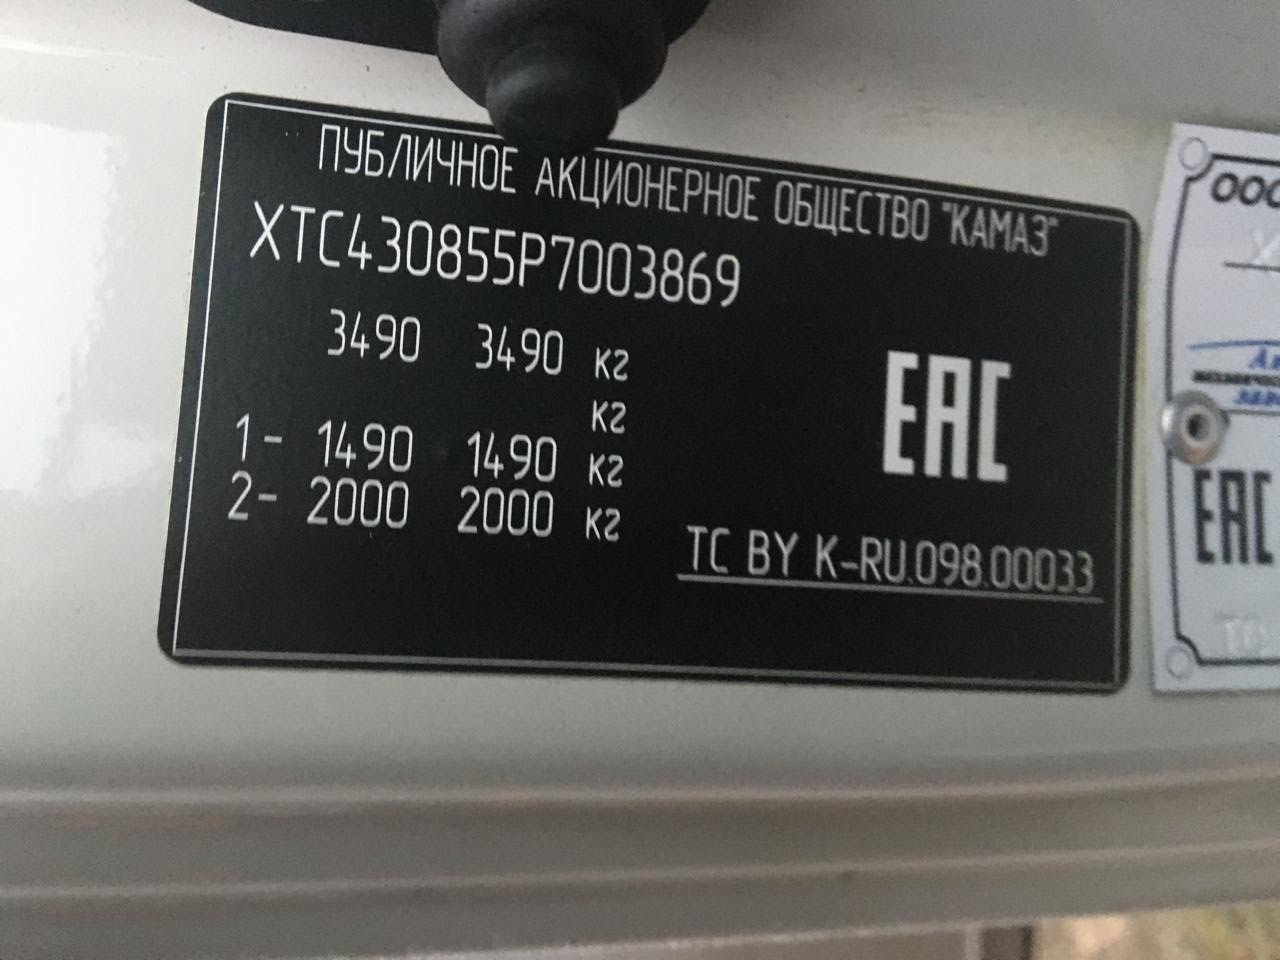 ПУБЛИЧНОЕ АКЦИОНЕРНОЕ ОБЩЕСТВО "КАМАЗ"
XTC430855P7003869
3490 3490 кг
кг
1- 1490 1490 кг
2- 2000 2000 кг
EAC
TC BY K-RU.098.00033
ООО
EAC